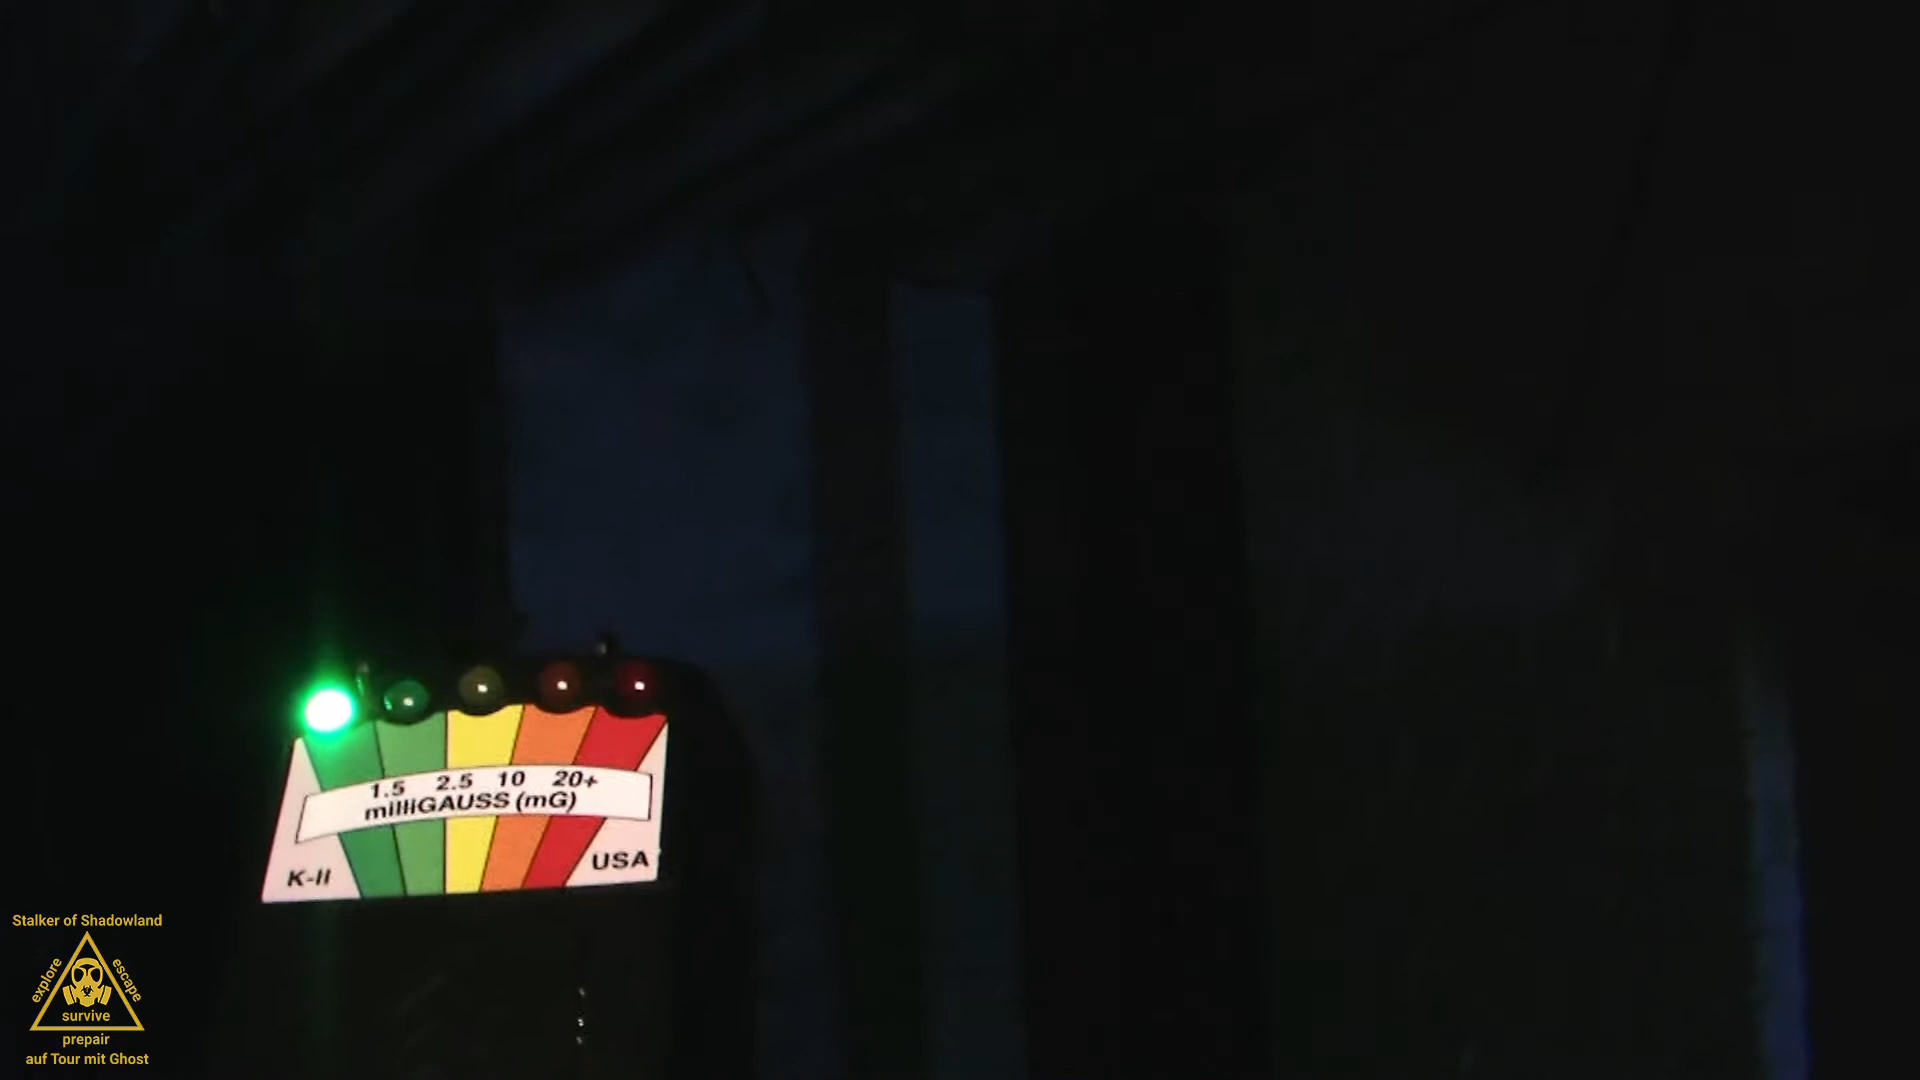 1.5 2.5 10 20+
milliGAUSS (mG)
K-II
USA
Stalker of Shadowland
explore
escape
survive
prepair
auf Tour mit Ghost